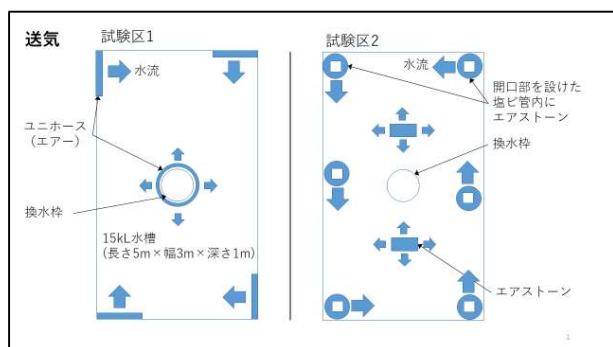 送気
試験区1
試験区2
水流
水流
開口部を設けた
塩ビ管内に
エアストーン
ユニホース
(エアー)
換水枠
換水枠
15kL水槽
(長さ5m×幅3m×深さ1m)
エアストーン
1